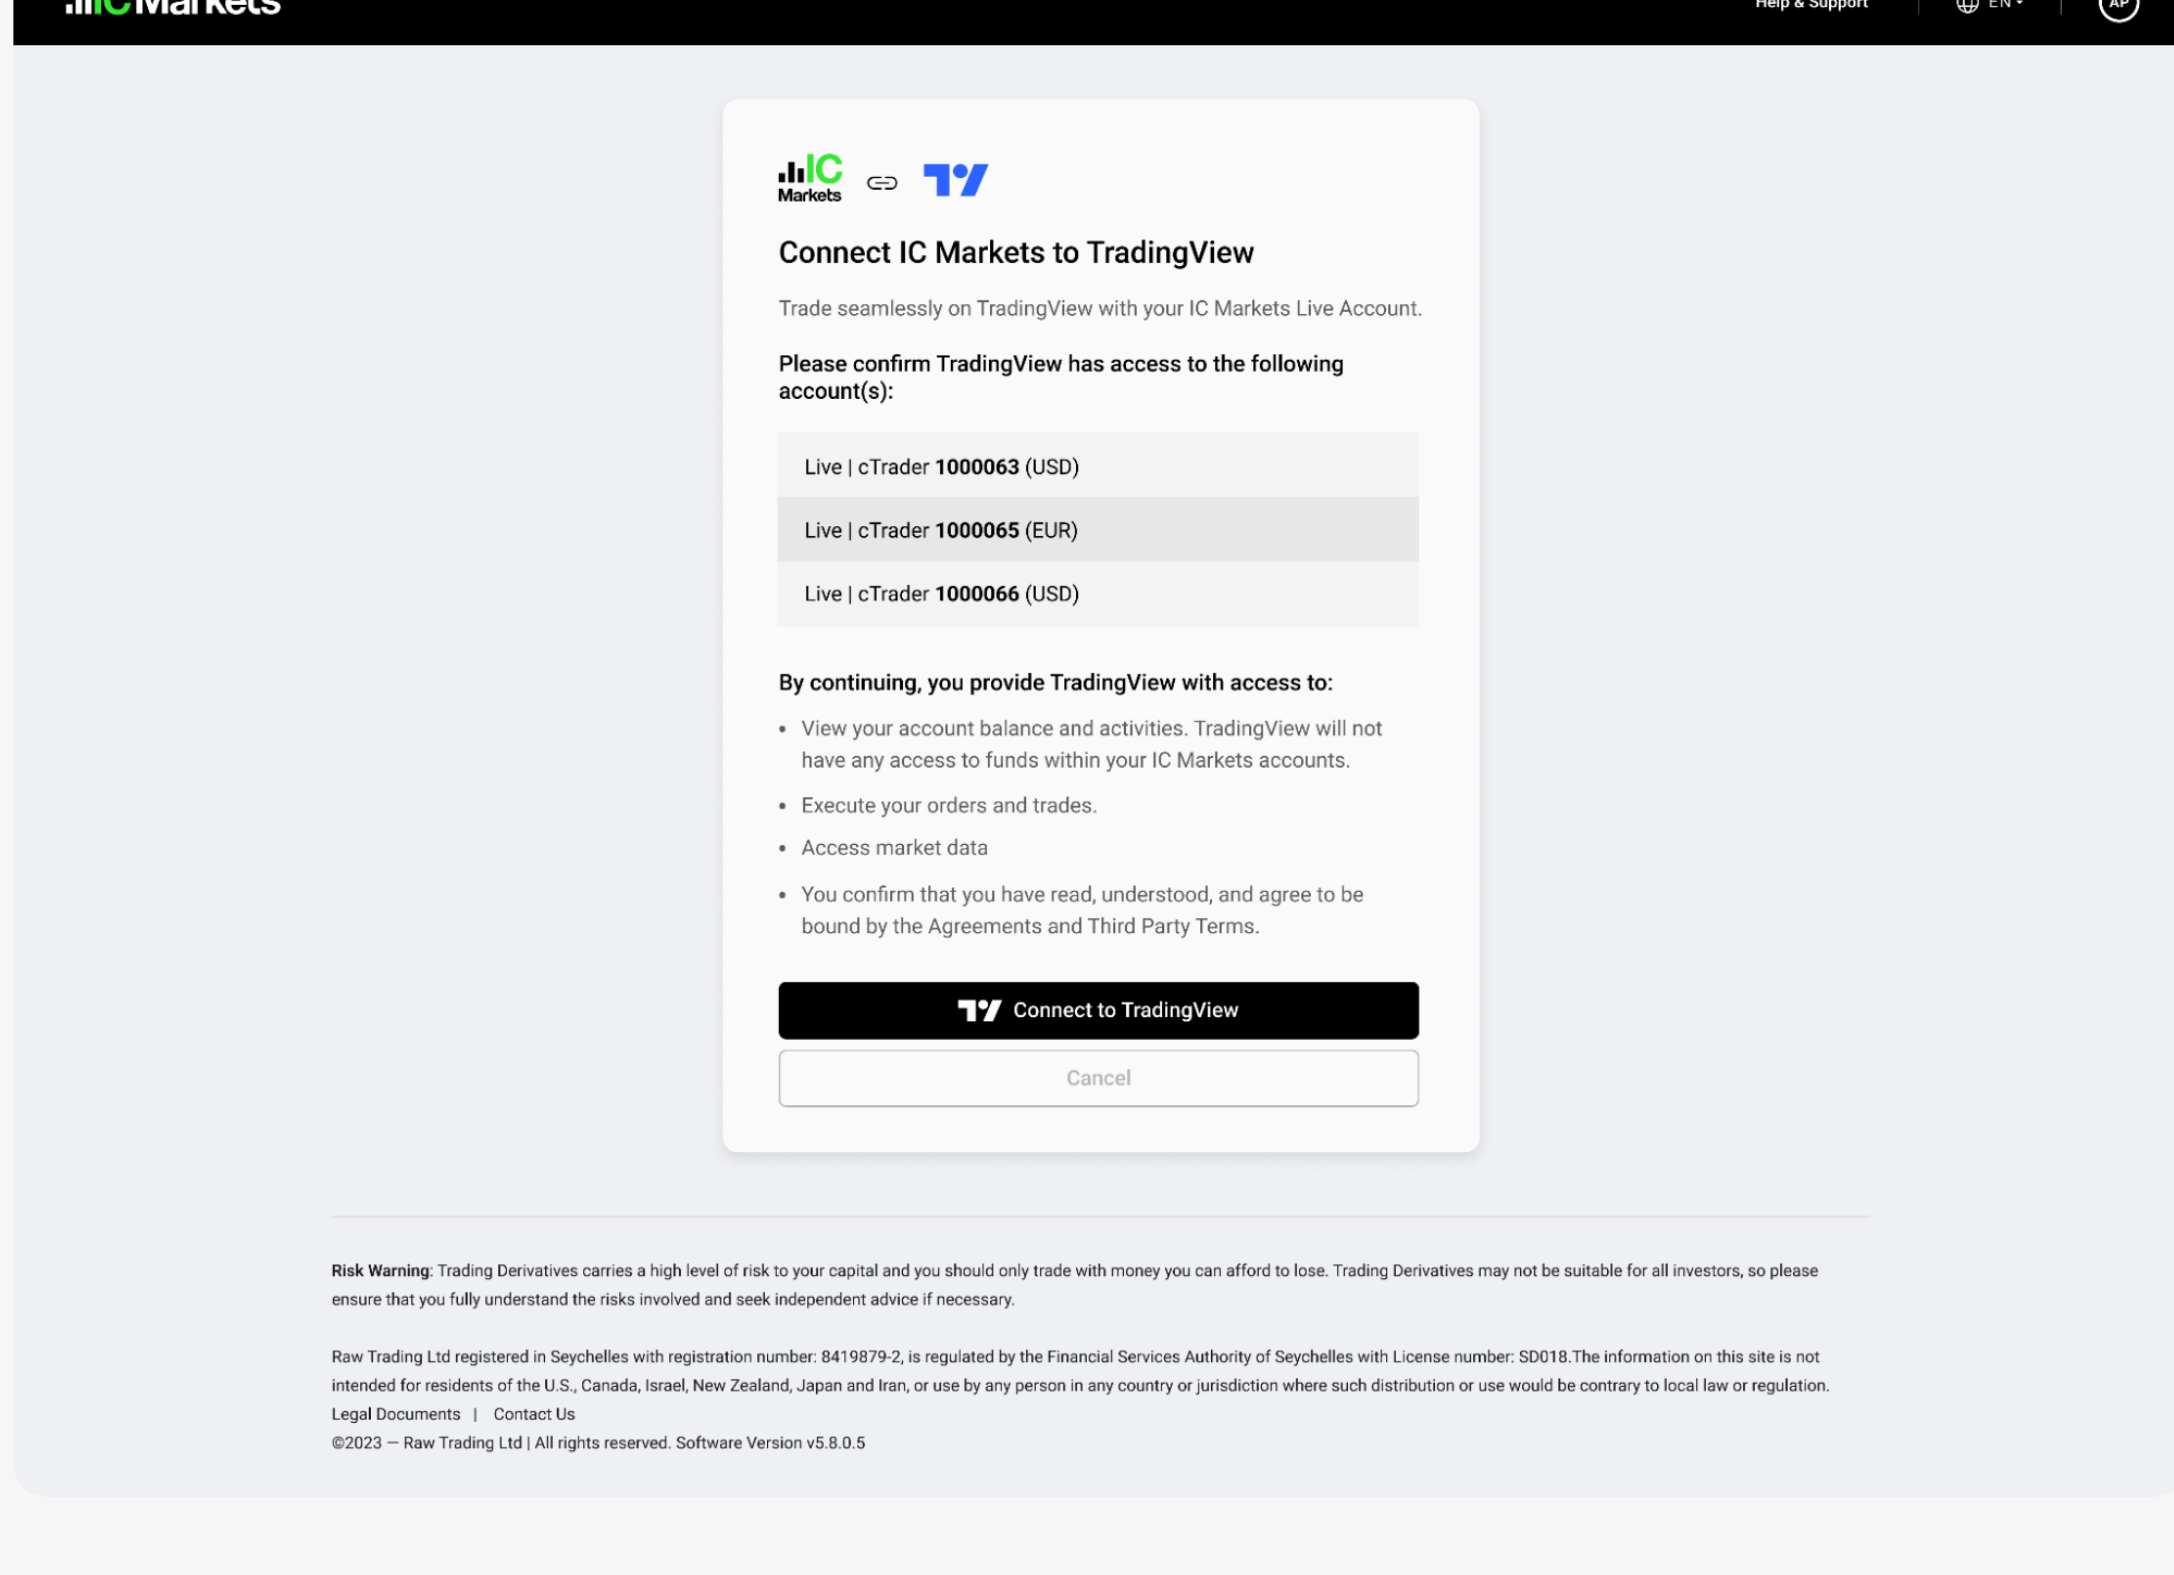 IC Markets
Help & Support
EN
AP
IC
Markets
Connect IC Markets to TradingView
Trade seamlessly on TradingView with your IC Markets Live Account.
Please confirm TradingView has access to the following
account(s):
Live | cTrader 1000063 (USD)
Live | cTrader 1000065 (EUR)
Live | cTrader 1000066 (USD)
By continuing, you provide TradingView with access to:
• View your account balance and activities. TradingView will not
have any access to funds within your IC Markets accounts.
• Execute your orders and trades.
• Access market data
• You confirm that you have read, understood, and agree to be
bound by the Agreements and Third Party Terms.
Connect to TradingView
Cancel
Risk Warning: Trading Derivatives carries a high level of risk to your capital and you should only trade with money you can afford to lose. Trading Derivatives may not be suitable for all investors, so please
ensure that you fully understand the risks involved and seek independent advice if necessary.
Raw Trading Ltd registered in Seychelles with registration number: 8419879-2, is regulated by the Financial Services Authority of Seychelles with License number: SD018.The information on this site is not
intended for residents of the U.S., Canada, Israel, New Zealand, Japan and Iran, or use by any person in any country or jurisdiction where such distribution or use would be contrary to local law or regulation.
Legal Documents | Contact Us
©2023 — Raw Trading Ltd | All rights reserved. Software Version v5.8.0.5